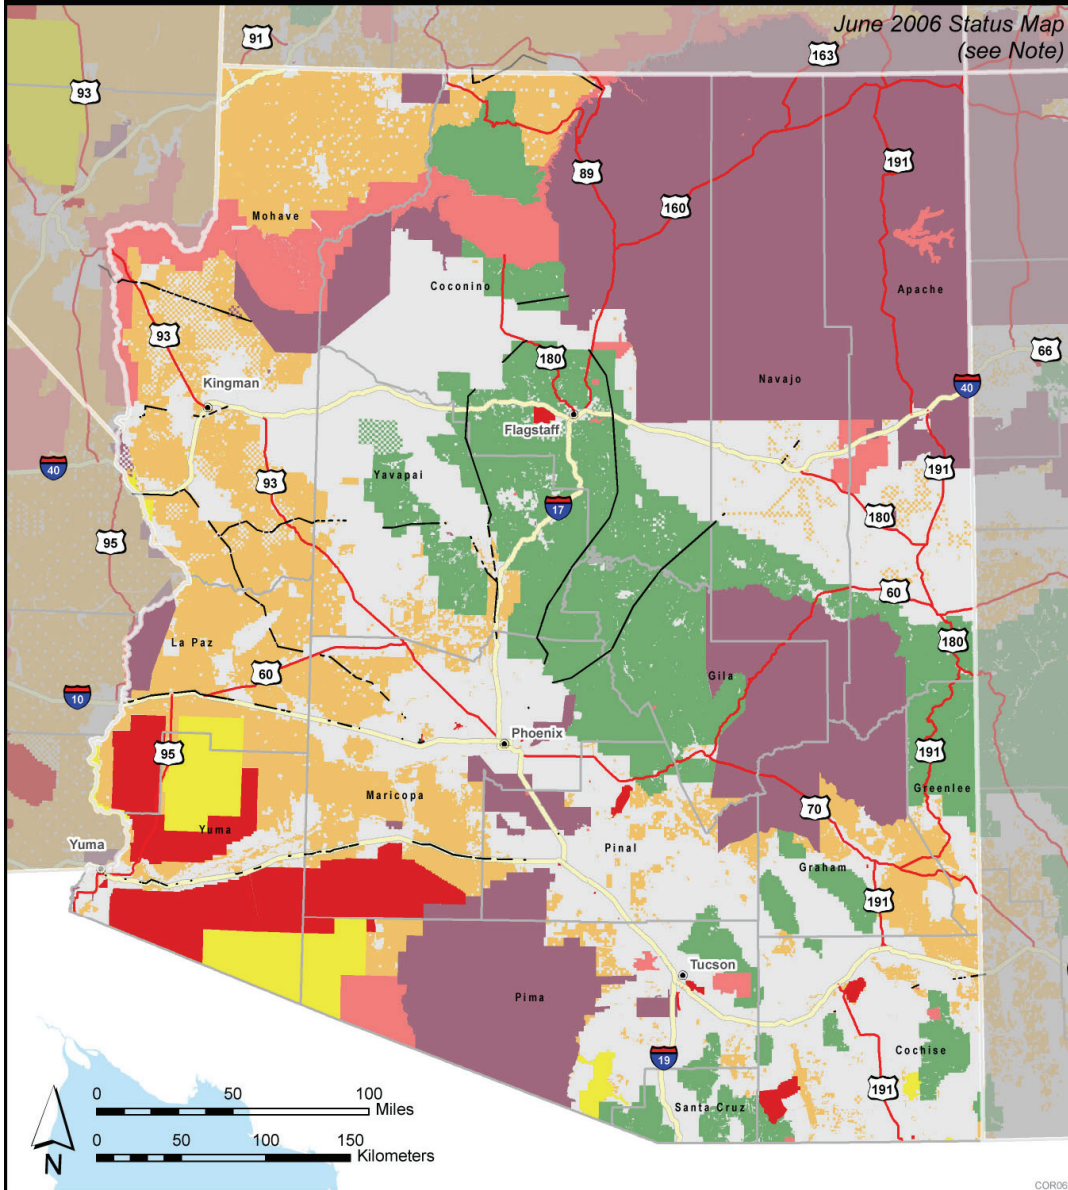 June 2006 Status Map
(see Note)
91
163
93
89
191
160
Mohave
Coconino
Apache
93
180
66
Navajo
40
Kingman
Flagstaff
40
93
Yavapai
191
17
180
95
60
La Paz
180
60
Gila
10
Phoenix
95
191
Maricopa
Greenlee
70
Yuma
Yuma
Pinal
Graham
191
Tucson
Pima
19
Cochise
191
Santa Cruz
0 50 100
Miles
0 50 100 150
Kilometers
N
COR06